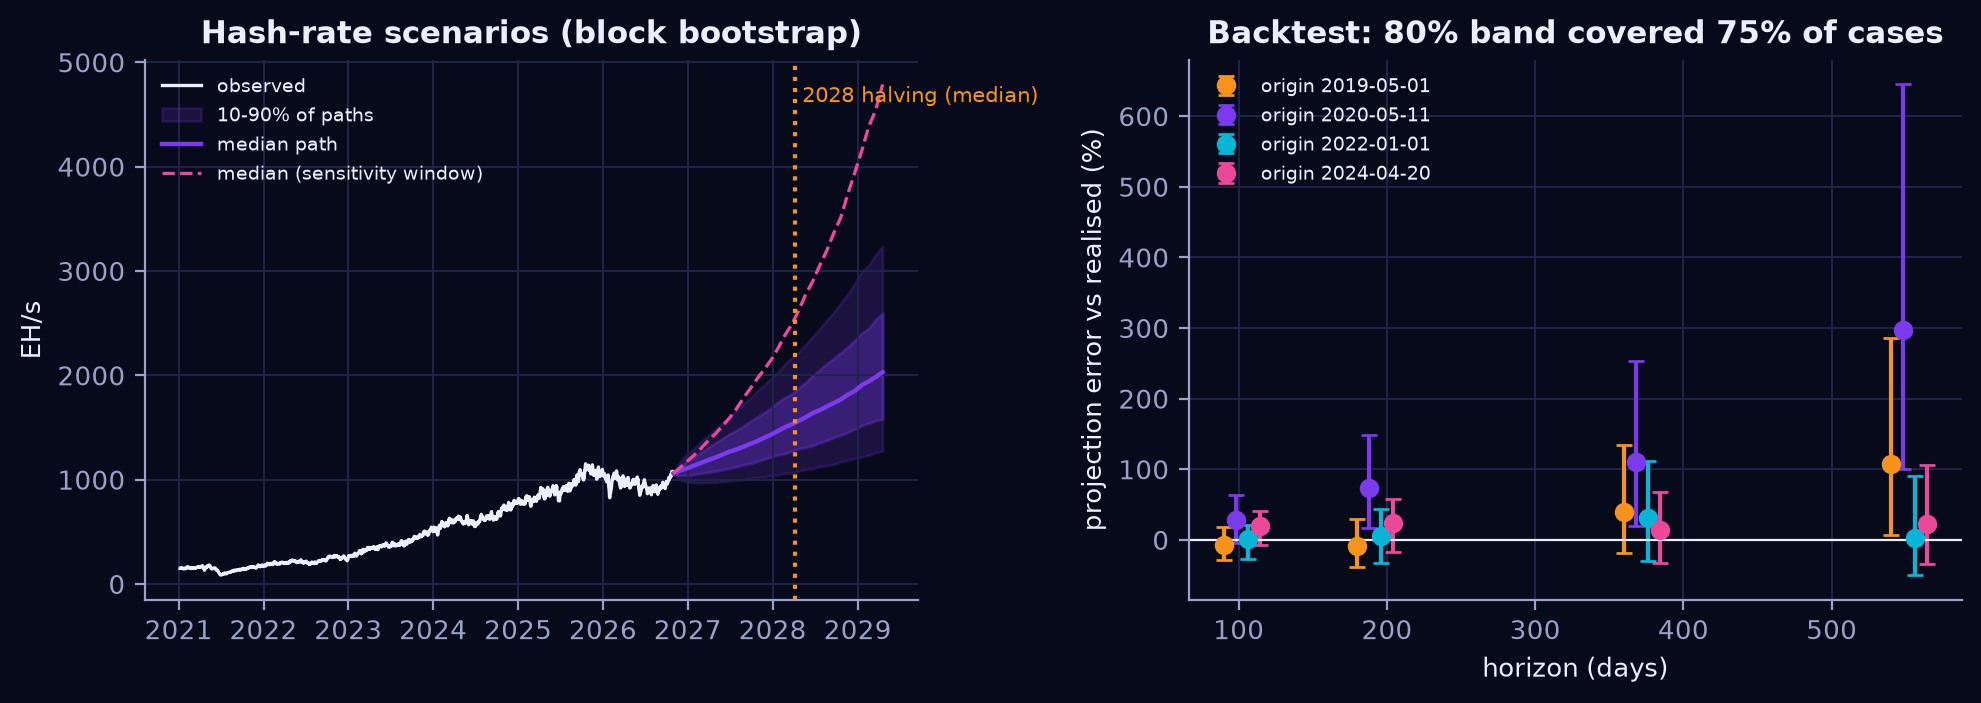 Hash-rate scenarios (block bootstrap)
5000
4000
3000
2000
1000
0
EH/s
observed
10-90% of paths
median path
median (sensitivity window)
2028 halving (median)
2021 2022 2023 2024 2025 2026 2027 2028 2029
Backtest: 80% band covered 75% of cases
600
500
400
300
200
100
0
projection error vs realised (%)
origin 2019-05-01
origin 2020-05-11
origin 2022-01-01
origin 2024-04-20
100 200 300 400 500
horizon (days)